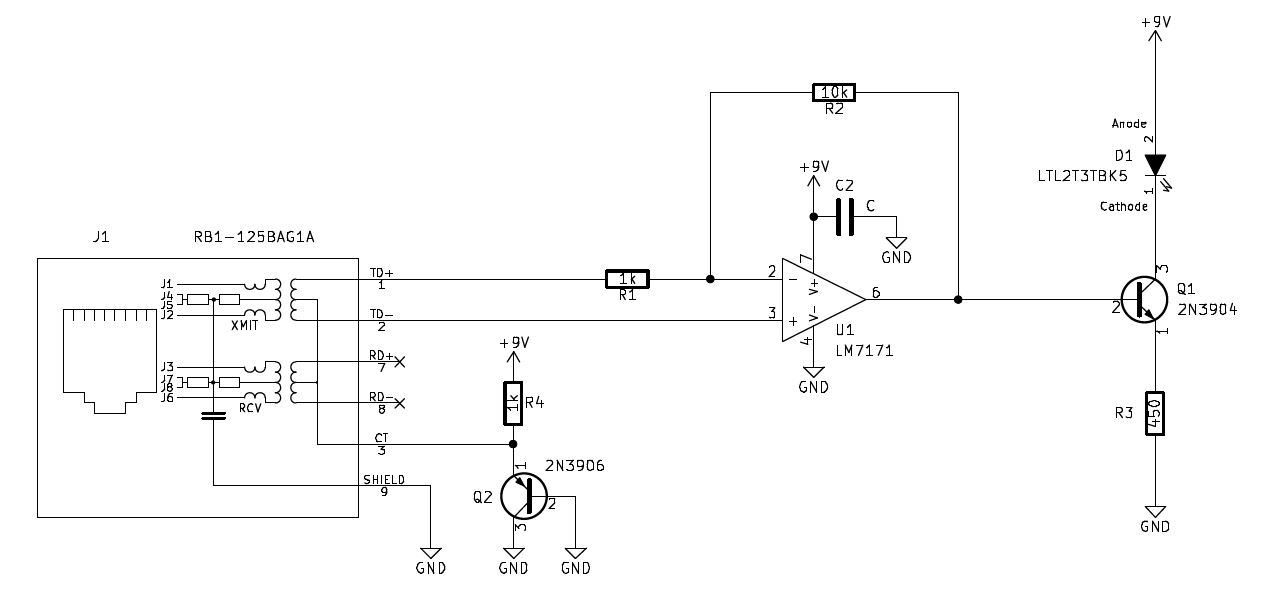 +9V
10k
R2
Anode
2
D1
LTL2T3TBK5
1
Cathode
+9V
C2
C
GND
J1
RB1-125BAG1A
7
V+
2
-
3
+
V-
4
6
U1
LM7171
GND
3
Q1
2N3904
2
1
TD+
1
1k
R1
J1
J4
J5
J2
XMIT
TD-
2
RD+
7
J3
J7
J8
J6
RCV
RD-
8
+9V
1k
R4
CT
3
R3
450
SHIELD
9
1
2N3906
Q2
2
3
GND
GND
GND
GND